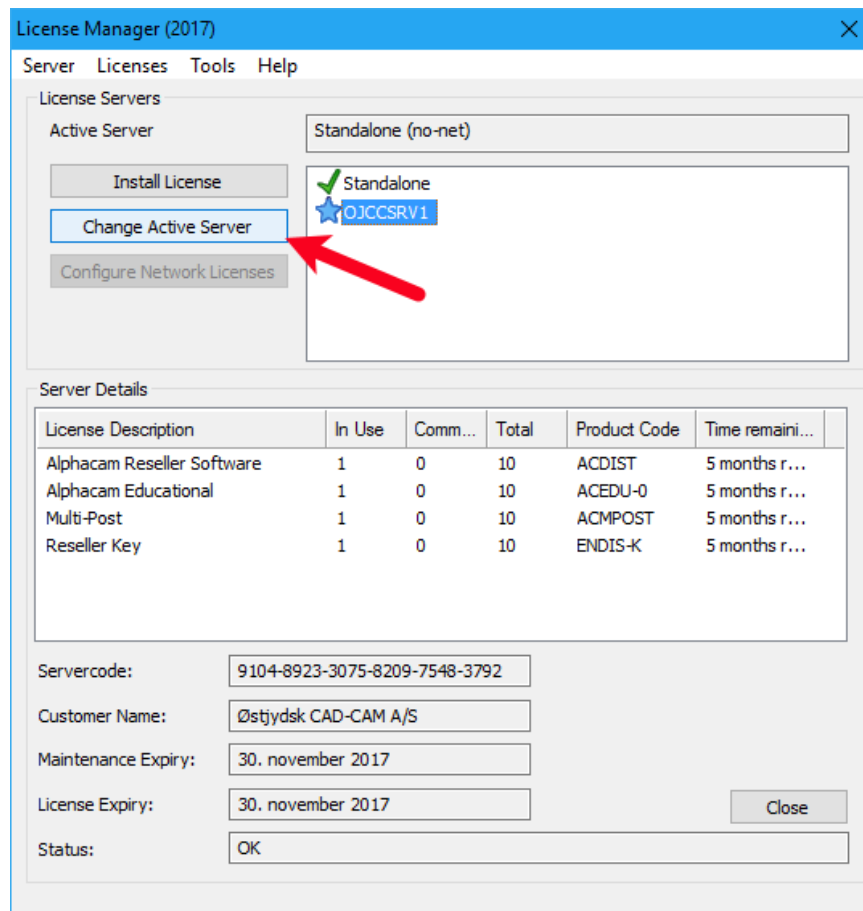 License Manager (2017)
Server Licenses Tools Help
License Servers
Active Server Standalone (no-net)
Install License
Standalone
Change Active Server
OJCCSRV1
Configure Network Licenses
Server Details
License Description In Use Comm... Total Product Code Time remaini...
Alphacam Reseller Software 1 0 10 ACDIST 5 months r...
Alphacam Educational 1 0 10 ACEDU-0 5 months r...
Multi-Post 1 0 10 ACMPOST 5 months r...
Reseller Key 1 0 10 ENDIS-K 5 months r...
Servercode: 9104-8923-3075-8209-7548-3792
Customer Name: Østjydsk CAD-CAM A/S
Maintenance Expiry: 30. november 2017
License Expiry: 30. november 2017
Close
Status: OK